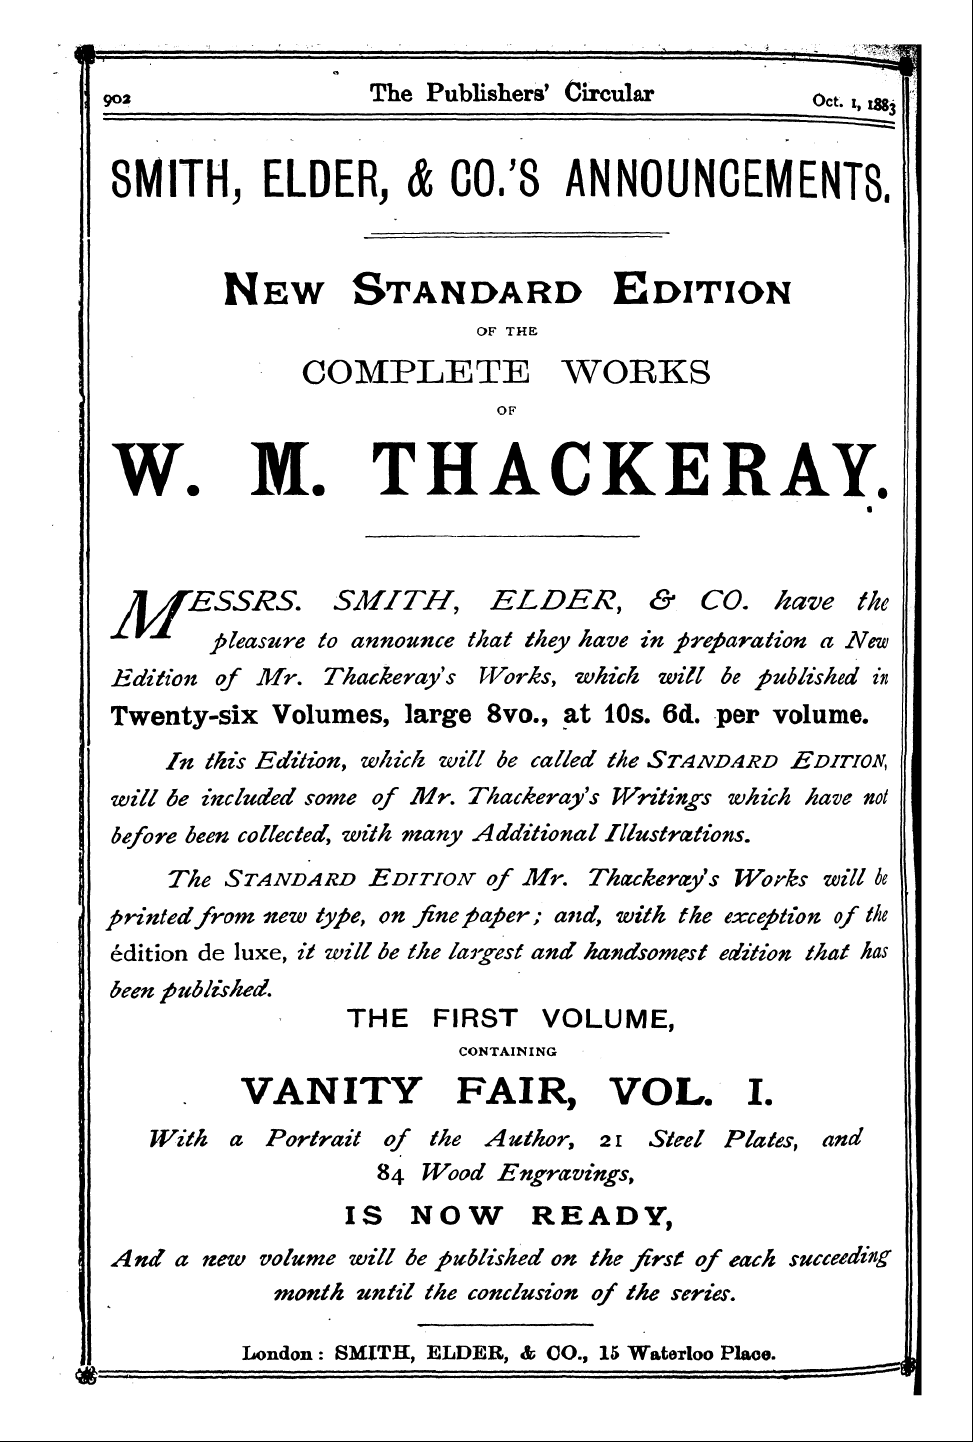 902 The Publishers' Circular Oct. 1, 1883
SMITH, ELDER, & CO.'S ANNOUNCEMENTS.
NEW STANDARD EDITION
OF THE
COMPLETE WORKS
OF
W. M. THACKERAY.
MESSRS. SMITH, ELDER, & CO. have the
pleasure to announce that they have in preparation a New
Edition of Mr. Thackeray's Works, which will be published in
Twenty-six Volumes, large 8vo., at 10s. 6d. per volume.
In this Edition, which will be called the STANDARD EDITION,
will be included some of Mr. Thackeray's Writings which have not
before been collected, with many Additional Illustrations.
The STANDARD EDITION of Mr. Thackeray's Works will be
printed from new type, on fine paper; and, with the exception of the
édition de luxe, it will be the largest and handsomest edition that has
been published.
THE FIRST VOLUME,
CONTAINING
VANITY FAIR, VOL. I.
With a Portrait of the Author, 21 Steel Plates, and
84 Wood Engravings,
IS NOW READY,
And a new volume will be published on the first of each succeeding
month until the conclusion of the series.
London: SMITH, ELDER, & CO., 15 Waterloo Place.